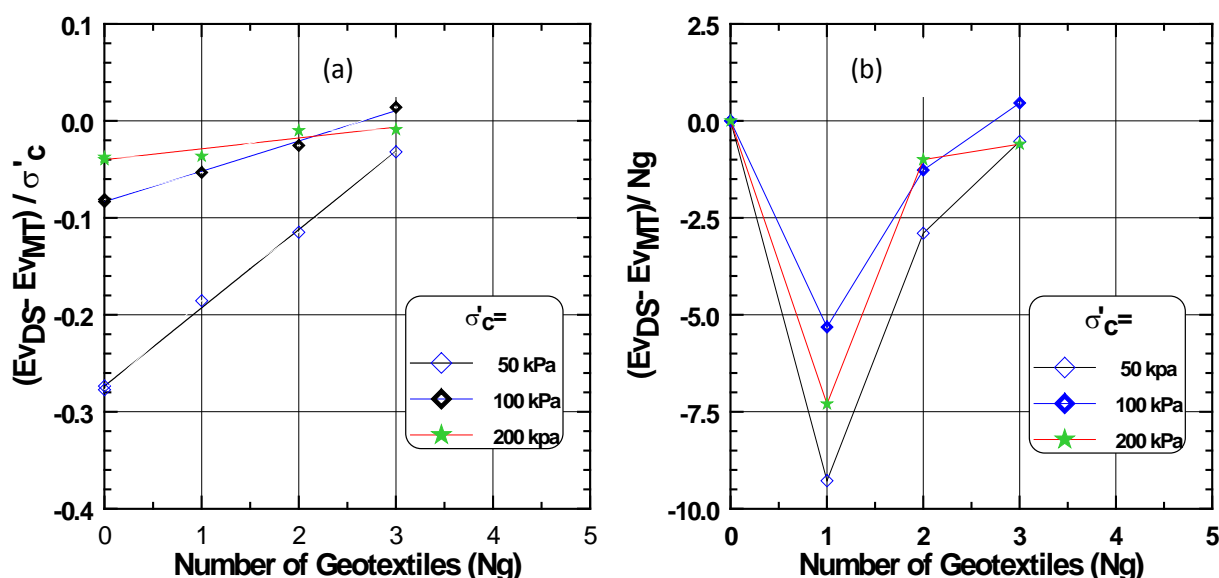 0.1
0.0
-0.1
-0.2
-0.3
-0.4
(EvDS- EvMT) / σ'c
(a)
σ'c=
50 kPa
100 kPa
200 kpa
0 1 2 3 4 5
Number of Geotextiles (Ng)
2.5
0.0
-2.5
-5.0
-7.5
-10.0
(EvDS- EvMT)/ Ng
(b)
σ'c=
50 kpa
100 kPa
200 kPa
0 1 2 3 4 5
Number of Geotextiles (Ng)